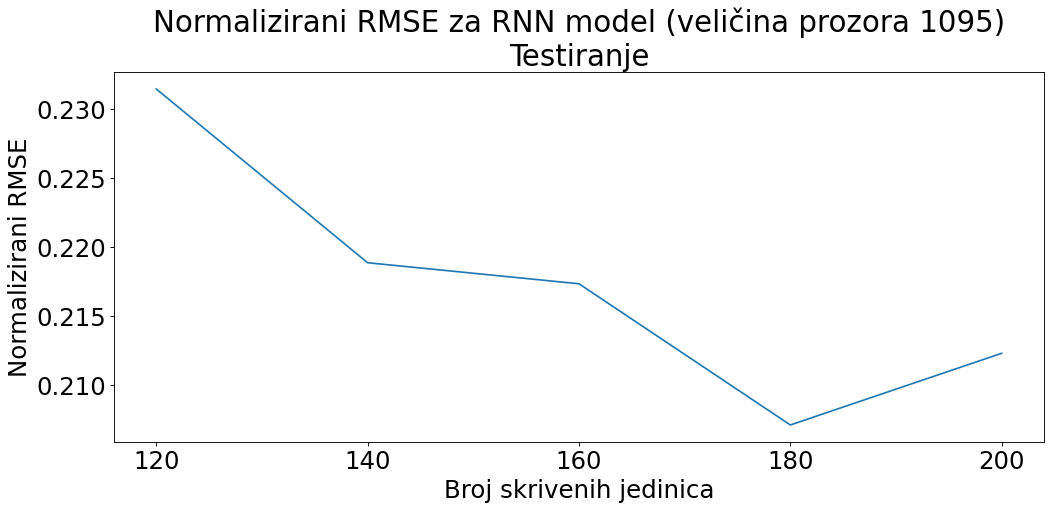 Normalizirani RMSE za RNN model (veličina prozora 1095)
Testiranje
Normalizirani RMSE
0.230
0.225
0.220
0.215
0.210
120
140
160
180
200
Broj skrivenih jedinica